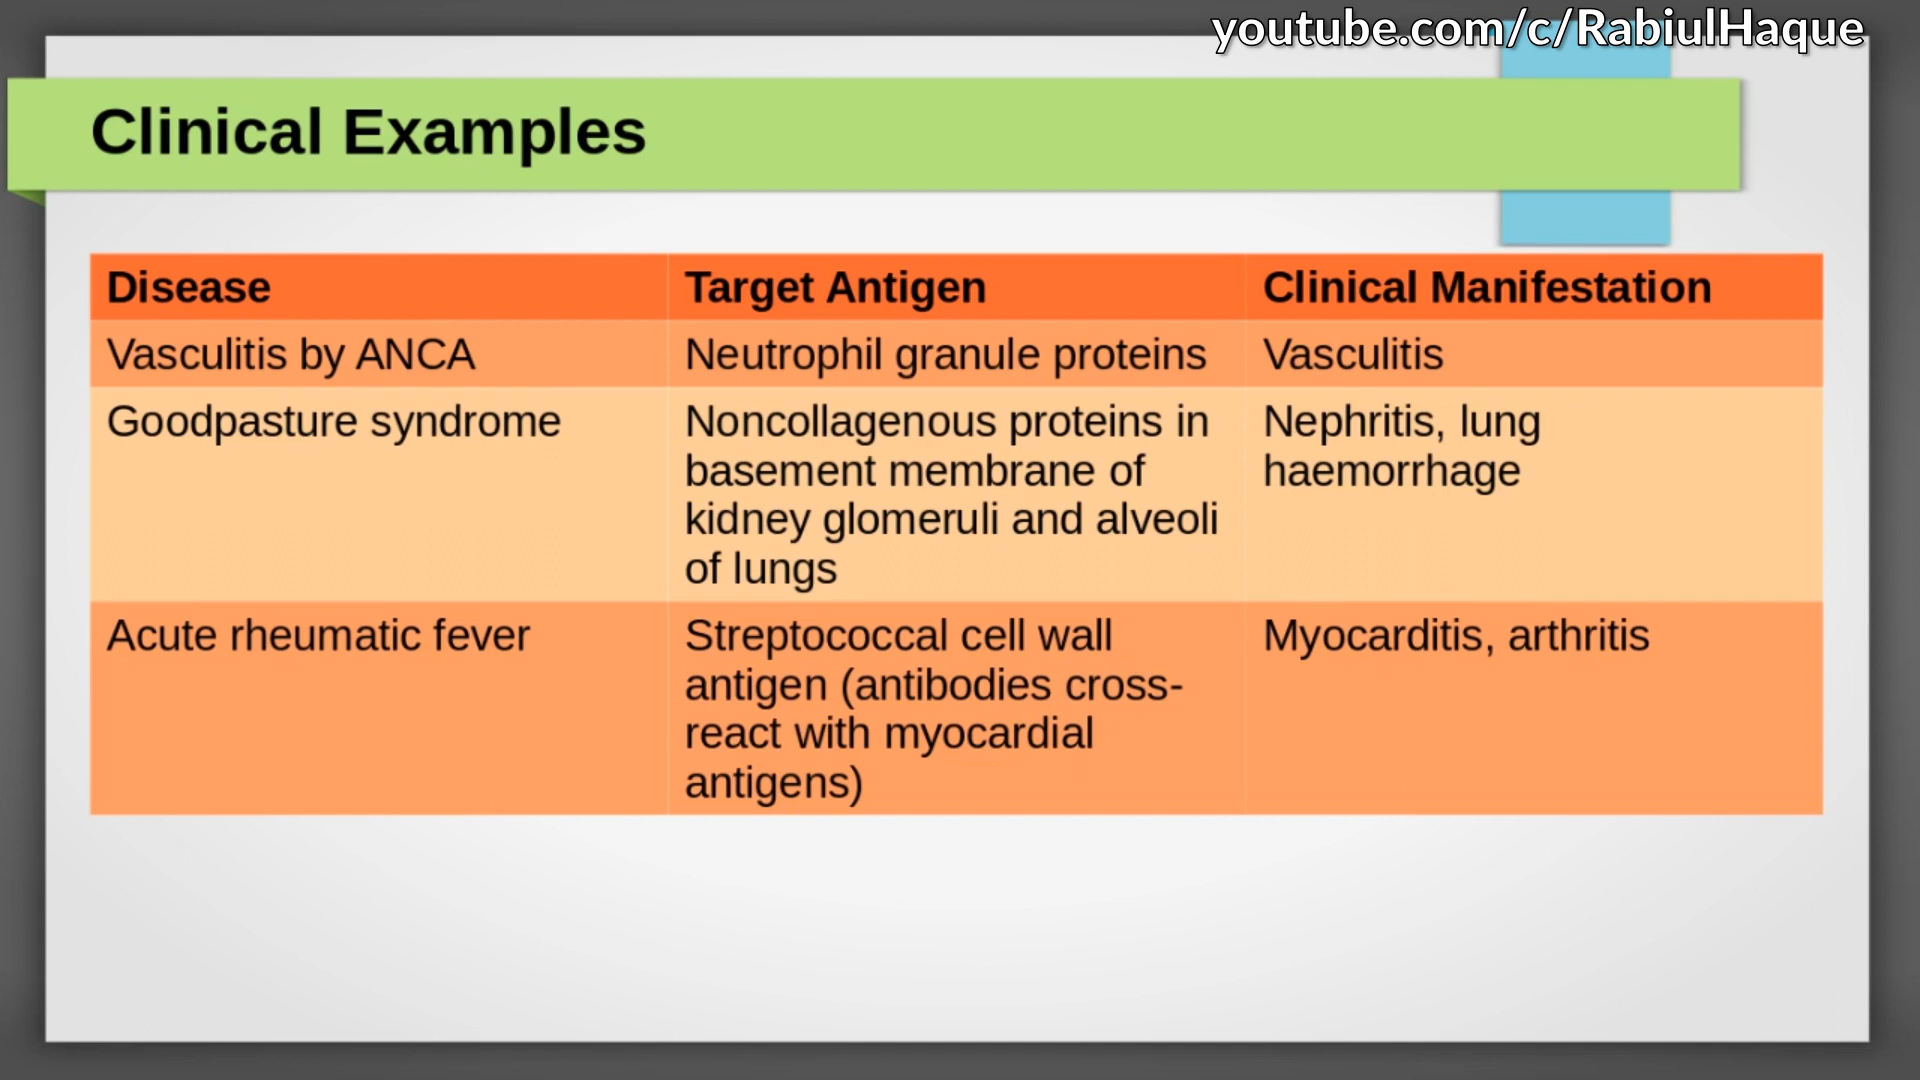 youtube.com/c/RabiulHaque
Clinical Examples
Disease Target Antigen Clinical Manifestation
Vasculitis by ANCA Neutrophil granule proteins Vasculitis
Goodpasture syndrome
Noncollagenous proteins in
basement membrane of
kidney glomeruli and alveoli
of lungs
Nephritis, lung
haemorrhage
Acute rheumatic fever
Streptococcal cell wall
antigen (antibodies cross-
react with myocardial
antigens)
Myocarditis, arthritis